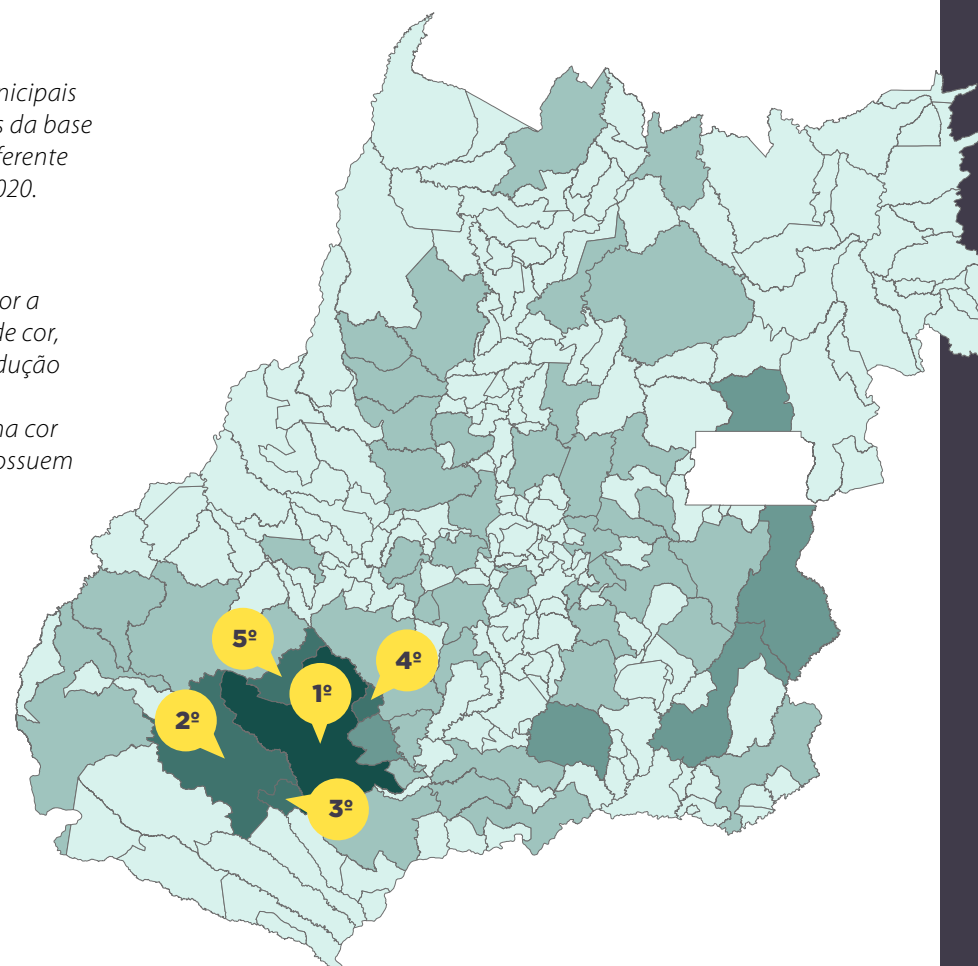 nicipais
s da base
ferente
020.
or a
de cor,
dução
na cor
ossuem
5º
4º
1º
2º
3º